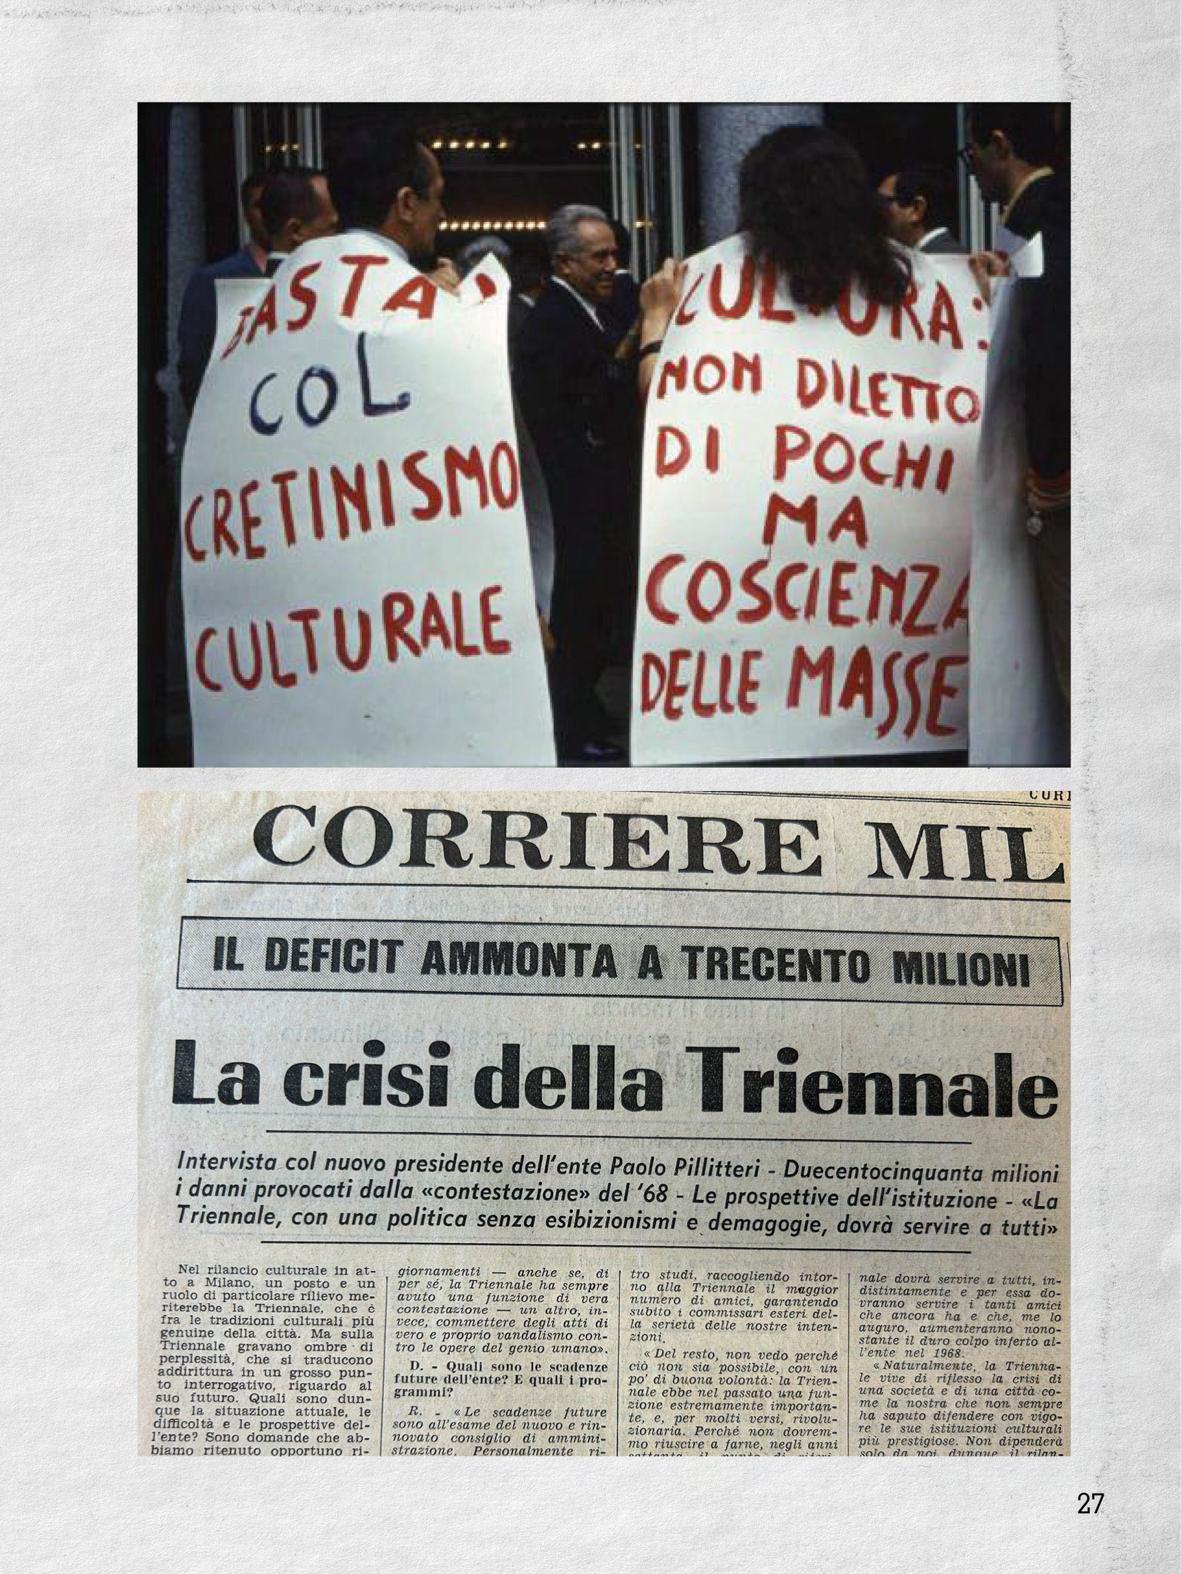 BASTA
COL
CRETINISMO
CULTURALE
CULTURA:
NON DILETTO
DI POCHI
MA
COSCIENZA
DELLE MASSE
CORRIERE MIL
IL DEFICIT AMMONTA A TRECENTO MILIONI
La crisi della Triennale
Intervista col nuovo presidente dell'ente Paolo Pillitteri - Duecentocinquanta milioni
i danni provocati dalla «contestazione» del '68 - Le prospettive dell'istituzione - «La
Triennale, con una politica senza esibizionismi e demagogie, dovrà servire a tutti»
Nel rilancio culturale in at-
to a Milano, un posto e un
ruolo di particolare rilievo me-
riterebbe la Triennale, che è
fra le tradizioni culturali più
genuine della città. Ma sulla
Triennale gravano ombre di
perplessità, che si traducono
addirittura in un grosso pun-
to interrogativo, riguardo al
suo futuro. Quali sono dun-
que la situazione attuale, le
difficoltà e le prospettive del-
l'ente? Sono domande che ab-
biamo ritenuto opportuno ri-
giornamenti — anche se, di
per sé, la Triennale ha sempre
avuto una funzione di vera
contestazione — un altro, in-
vece, commettere degli atti di
vero e proprio vandalismo con-
tro le opere del genio umano».
D. - Quali sono le scadenze
future dell'ente? E quali i pro-
grammi?
R. - «Le scadenze future
sono all'esame del nuovo e rin-
novato consiglio di ammini-
strazione. Personalmente ri-
tro studi, raccogliendo intor-
no alla Triennale il maggior
numero di amici, garantendo
subito i commissari esteri del-
la serietà delle nostre inten-
zioni.
«Del resto, non vedo perché
ciò non sia possibile, con un
po' di buona volontà: la Trien-
nale ebbe nel passato una fun-
zione estremamente importan-
te, e, per molti versi, rivolu-
zionaria. Perché non dovrem-
mo riuscire a farne, negli anni
nale dovrà servire a tutti, in-
distintamente e per essa do-
vranno servire i tanti amici
che ancora ha e che, me lo
auguro, aumenteranno nono-
stante il duro colpo inferto al-
l'ente nel 1968.
«Naturalmente, la Trienna-
le vive di riflesso la crisi di
una società e di una città co-
me la nostra che non sempre
ha saputo difendere con vigo-
re le sue istituzioni culturali
più prestigiose. Non dipenderà
solo da noi dunque il rilan-
27